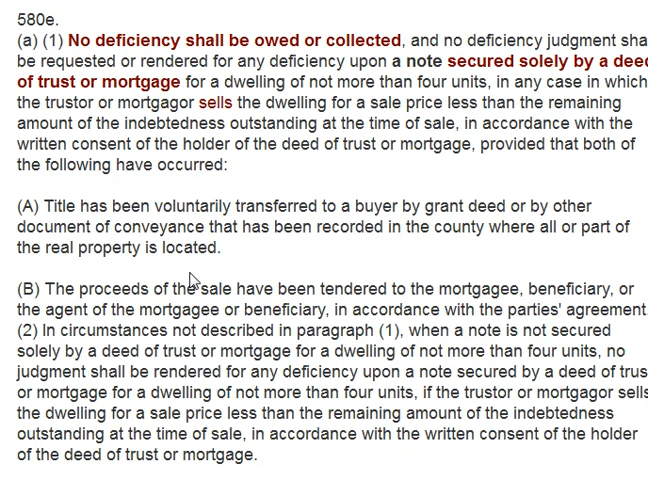 580e.
(a) (1) No deficiency shall be owed or collected, and no deficiency judgment sha
be requested or rendered for any deficiency upon a note secured solely by a deed
of trust or mortgage for a dwelling of not more than four units, in any case in which
the trustor or mortgagor sells the dwelling for a sale price less than the remaining
amount of the indebtedness outstanding at the time of sale, in accordance with the
written consent of the holder of the deed of trust or mortgage, provided that both of
the following have occurred:
(A) Title has been voluntarily transferred to a buyer by grant deed or by other
document of conveyance that has been recorded in the county where all or part of
the real property is located.
(B) The proceeds of the sale have been tendered to the mortgagee, beneficiary, or
the agent of the mortgagee or beneficiary, in accordance with the parties' agreement.
(2) In circumstances not described in paragraph (1), when a note is not secured
solely by a deed of trust or mortgage for a dwelling of not more than four units, no
judgment shall be rendered for any deficiency upon a note secured by a deed of trus
or mortgage for a dwelling of not more than four units, if the trustor or mortgagor sells
the dwelling for a sale price less than the remaining amount of the indebtedness
outstanding at the time of sale, in accordance with the written consent of the holder
of the deed of trust or mortgage.